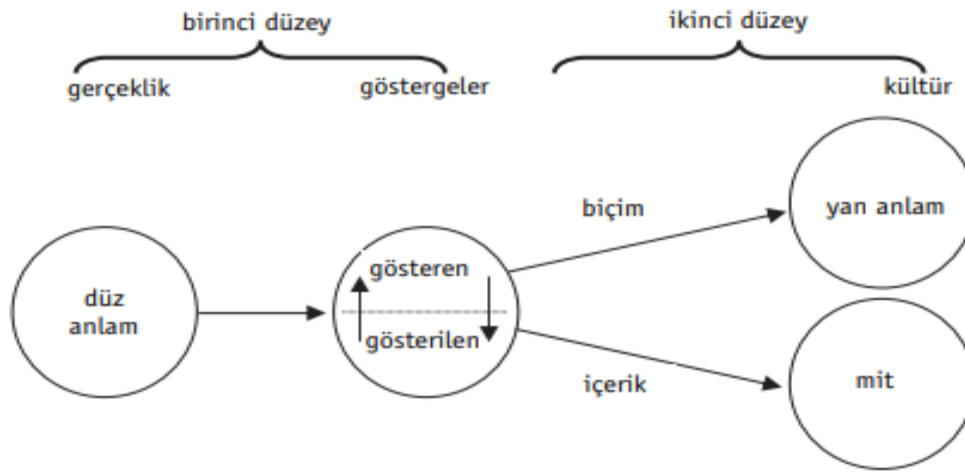 birinci düzey
ikinci düzey
gerçeklik
göstergeler
kültür
biçim
yan anlam
düz
anlam
gösteren
gösterilen
içerik
mit